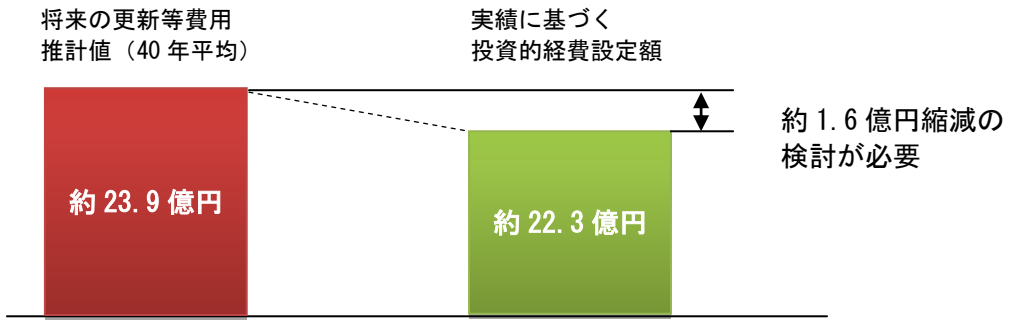 将来の更新等費用
推計値（40年平均）
実績に基づく
投資的経費設定額
約1.6億円縮減の
検討が必要
約23.9億円
約22.3億円